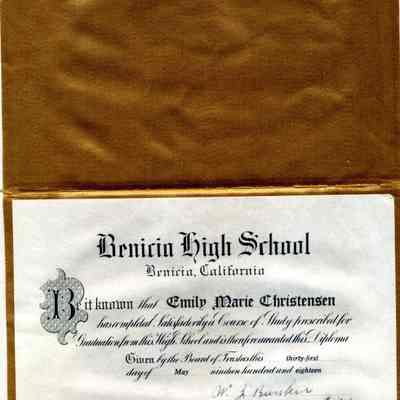 Benicia High School
Benicia, California
Be it known that Emily Marie Christensen
has completed Satisfactorily a Course of Study prescribed for
Graduation from this High School and is therefore awarded this Diploma
Given by the Board of Trustees this thirty-first
day of May nineteen hundred and eighteen